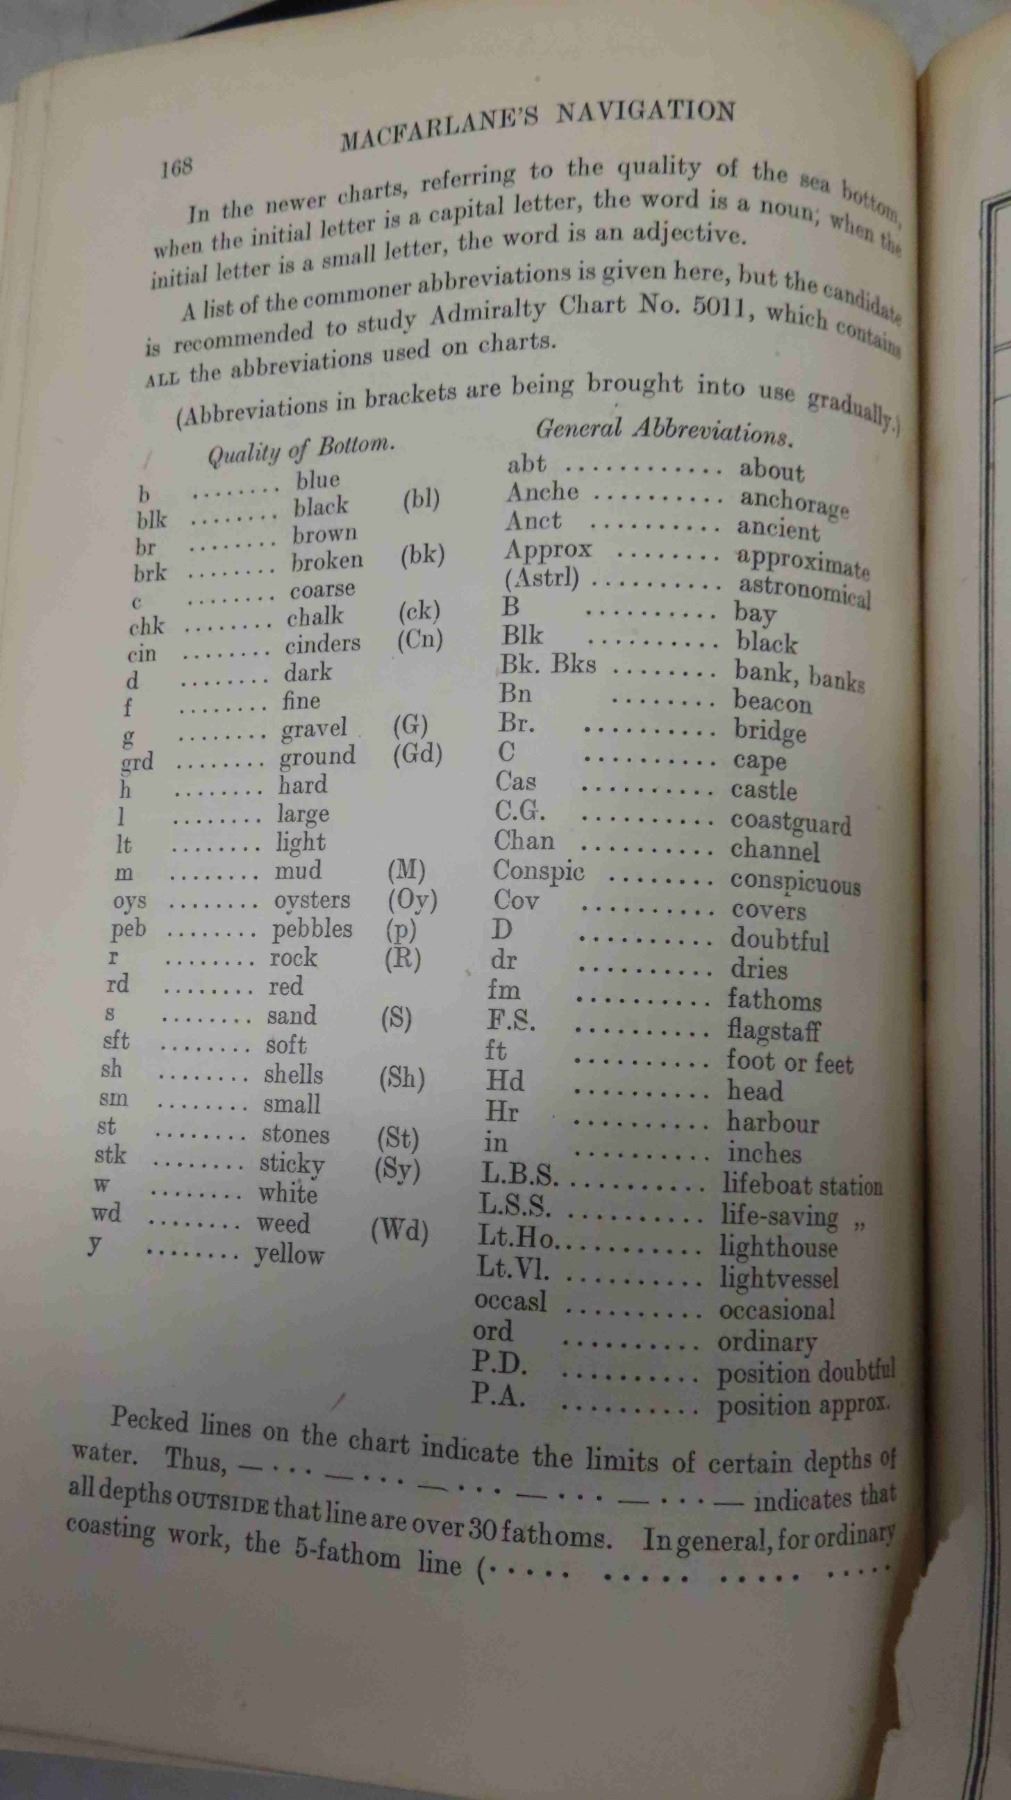 MACFARLANE'S NAVIGATION
168
In the newer charts, referring to the quality of the sea bottom,
when the initial letter is a capital letter, the word is a noun; when the
initial letter is a small letter, the word is an adjective.
A list of the commoner abbreviations is given here, but the candidate
is recommended to study Admiralty Chart No. 5011, which contains
ALL the abbreviations used on charts.
(Abbreviations in brackets are being brought into use gradually.)
Quality of Bottom.
b ........ blue
blk ........ black (bl)
br ........ brown
brk ........ broken (bk)
c ........ coarse
chk ........ chalk (ck)
cin ........ cinders (Cn)
d ........ dark
f ........ fine
g ........ gravel (G)
grd ........ ground (Gd)
h ........ hard
l ........ large
lt ........ light
m ........ mud (M)
oys ........ oysters (Oy)
peb ........ pebbles (p)
r ........ rock (R)
rd ........ red
s ........ sand (S)
sft ........ soft
sh ........ shells (Sh)
sm ........ small
st ........ stones (St)
stk ........ sticky (Sy)
w ........ white
wd ........ weed (Wd)
y ........ yellow
General Abbreviations.
abt ............ about
Anche .......... anchorage
Anct .......... ancient
Approx ........ approximate
(Astrl) .......... astronomical
B .......... bay
Blk .......... black
Bk. Bks ........ bank, banks
Bn ........ beacon
Br. .......... bridge
C .......... cape
Cas .......... castle
C.G. .......... coastguard
Chan .......... channel
Conspic ........ conspicuous
Cov .......... covers
D .......... doubtful
dr .......... dries
fm .......... fathoms
F.S. .......... flagstaff
ft .......... foot or feet
Hd .......... head
Hr .......... harbour
in .......... inches
L.B.S. ........... lifeboat station
L.S.S. .......... life-saving „
Lt.Ho. ........... lighthouse
Lt.Vl. .......... lightvessel
occasl .......... occasional
ord .......... ordinary
P.D. .......... position doubtful
P.A. .......... position approx.
Pecked lines on the chart indicate the limits of certain depths of
water. Thus, — · · · — · · · — · · · — · · · — · · · — indicates that
all depths OUTSIDE that line are over 30 fathoms. In general, for ordinary
coasting work, the 5-fathom line (· · · · · · · · · · · · · · · · · · · ·